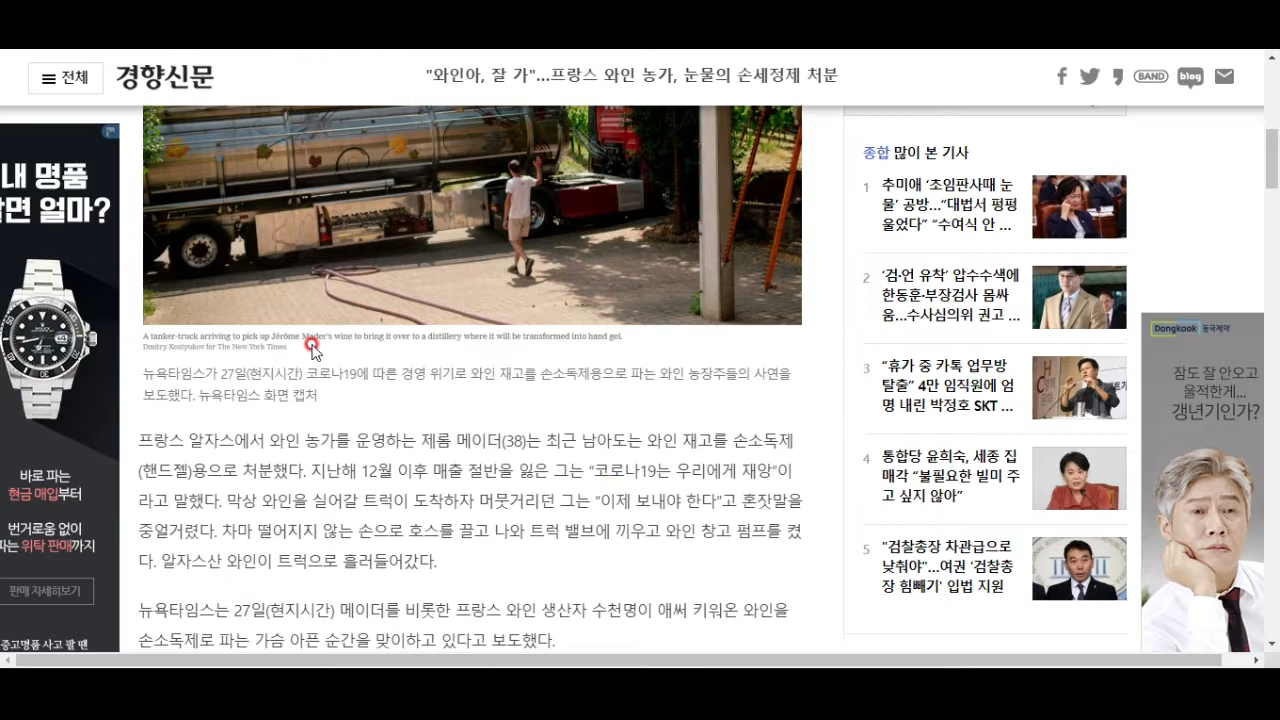 전체
경향신문
"와인아, 잘 가"...프랑스 와인 농가, 눈물의 손세정제 처분
BAND
blog
내 명품
면 얼마?
바로 파는
현금 매입부터
번거로움 없이
파는 위탁 판매까지
판매 자세히보기
중고명품 사고 팔 땐
A tanker-truck arriving to pick up Jérôme Mader's wine to bring it over to a distillery where it will be transformed into hand gel.
Dmitry Kostyukov for The New York Times
뉴욕타임스가 27일(현지시간) 코로나19에 따른 경영 위기로 와인 재고를 손소독제용으로 파는 와인 농장주들의 사연을
보도했다. 뉴욕타임스 화면 캡처
프랑스 알자스에서 와인 농가를 운영하는 제롬 메이더(38)는 최근 남아도는 와인 재고를 손소독제
(핸드젤)용으로 처분했다. 지난해 12월 이후 매출 절반을 잃은 그는 “코로나19는 우리에게 재앙”이
라고 말했다. 막상 와인을 실어갈 트럭이 도착하자 머뭇거리던 그는 “이제 보내야 한다”고 혼잣말을
중얼거렸다. 차마 떨어지지 않는 손으로 호스를 끌고 나와 트럭 밸브에 끼우고 와인 창고 펌프를 켰
다. 알자스산 와인이 트럭으로 흘러들어갔다.
뉴욕타임스는 27일(현지시간) 메이더를 비롯한 프랑스 와인 생산자 수천명이 애써 키워온 와인을
손소독제로 파는 가슴 아픈 순간을 맞이하고 있다고 보도했다.
종합 많이 본 기사
1 추미애 ‘초임판사때 눈
물’ 공방…“대법서 펑펑
울었다” “수여식 안 ...
2 ‘검·언 유착’ 압수수색에
한동훈·부장검사 몸싸
움…수사심의위 권고 ...
3 “휴가 중 카톡 업무방
탈출” 4만 임직원에 엄
명 내린 박정호 SKT ...
4 통합당 윤희숙, 세종 집
매각 “불필요한 빌미 주
고 싶지 않아”
5 "검찰총장 차관급으로
낮춰야"…여권 '검찰총
장 힘빼기' 입법 지원
Dongkook 동국제약
잠도 잘 안오고
울적한게...
갱년기인가?